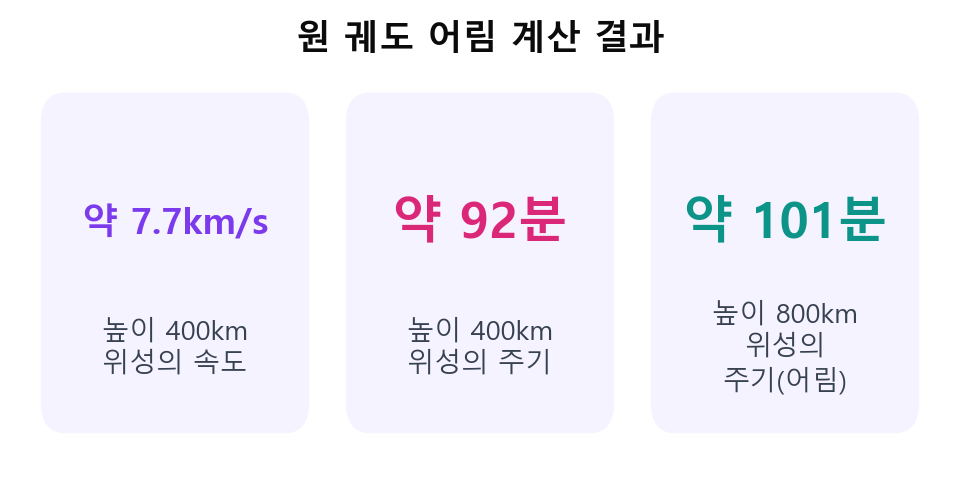 원 궤도 어림 계산 결과
약 7.7km/s
높이 400km
위성의 속도
약 92분
높이 400km
위성의 주기
약 101분
높이 800km
위성의
주기(어림)